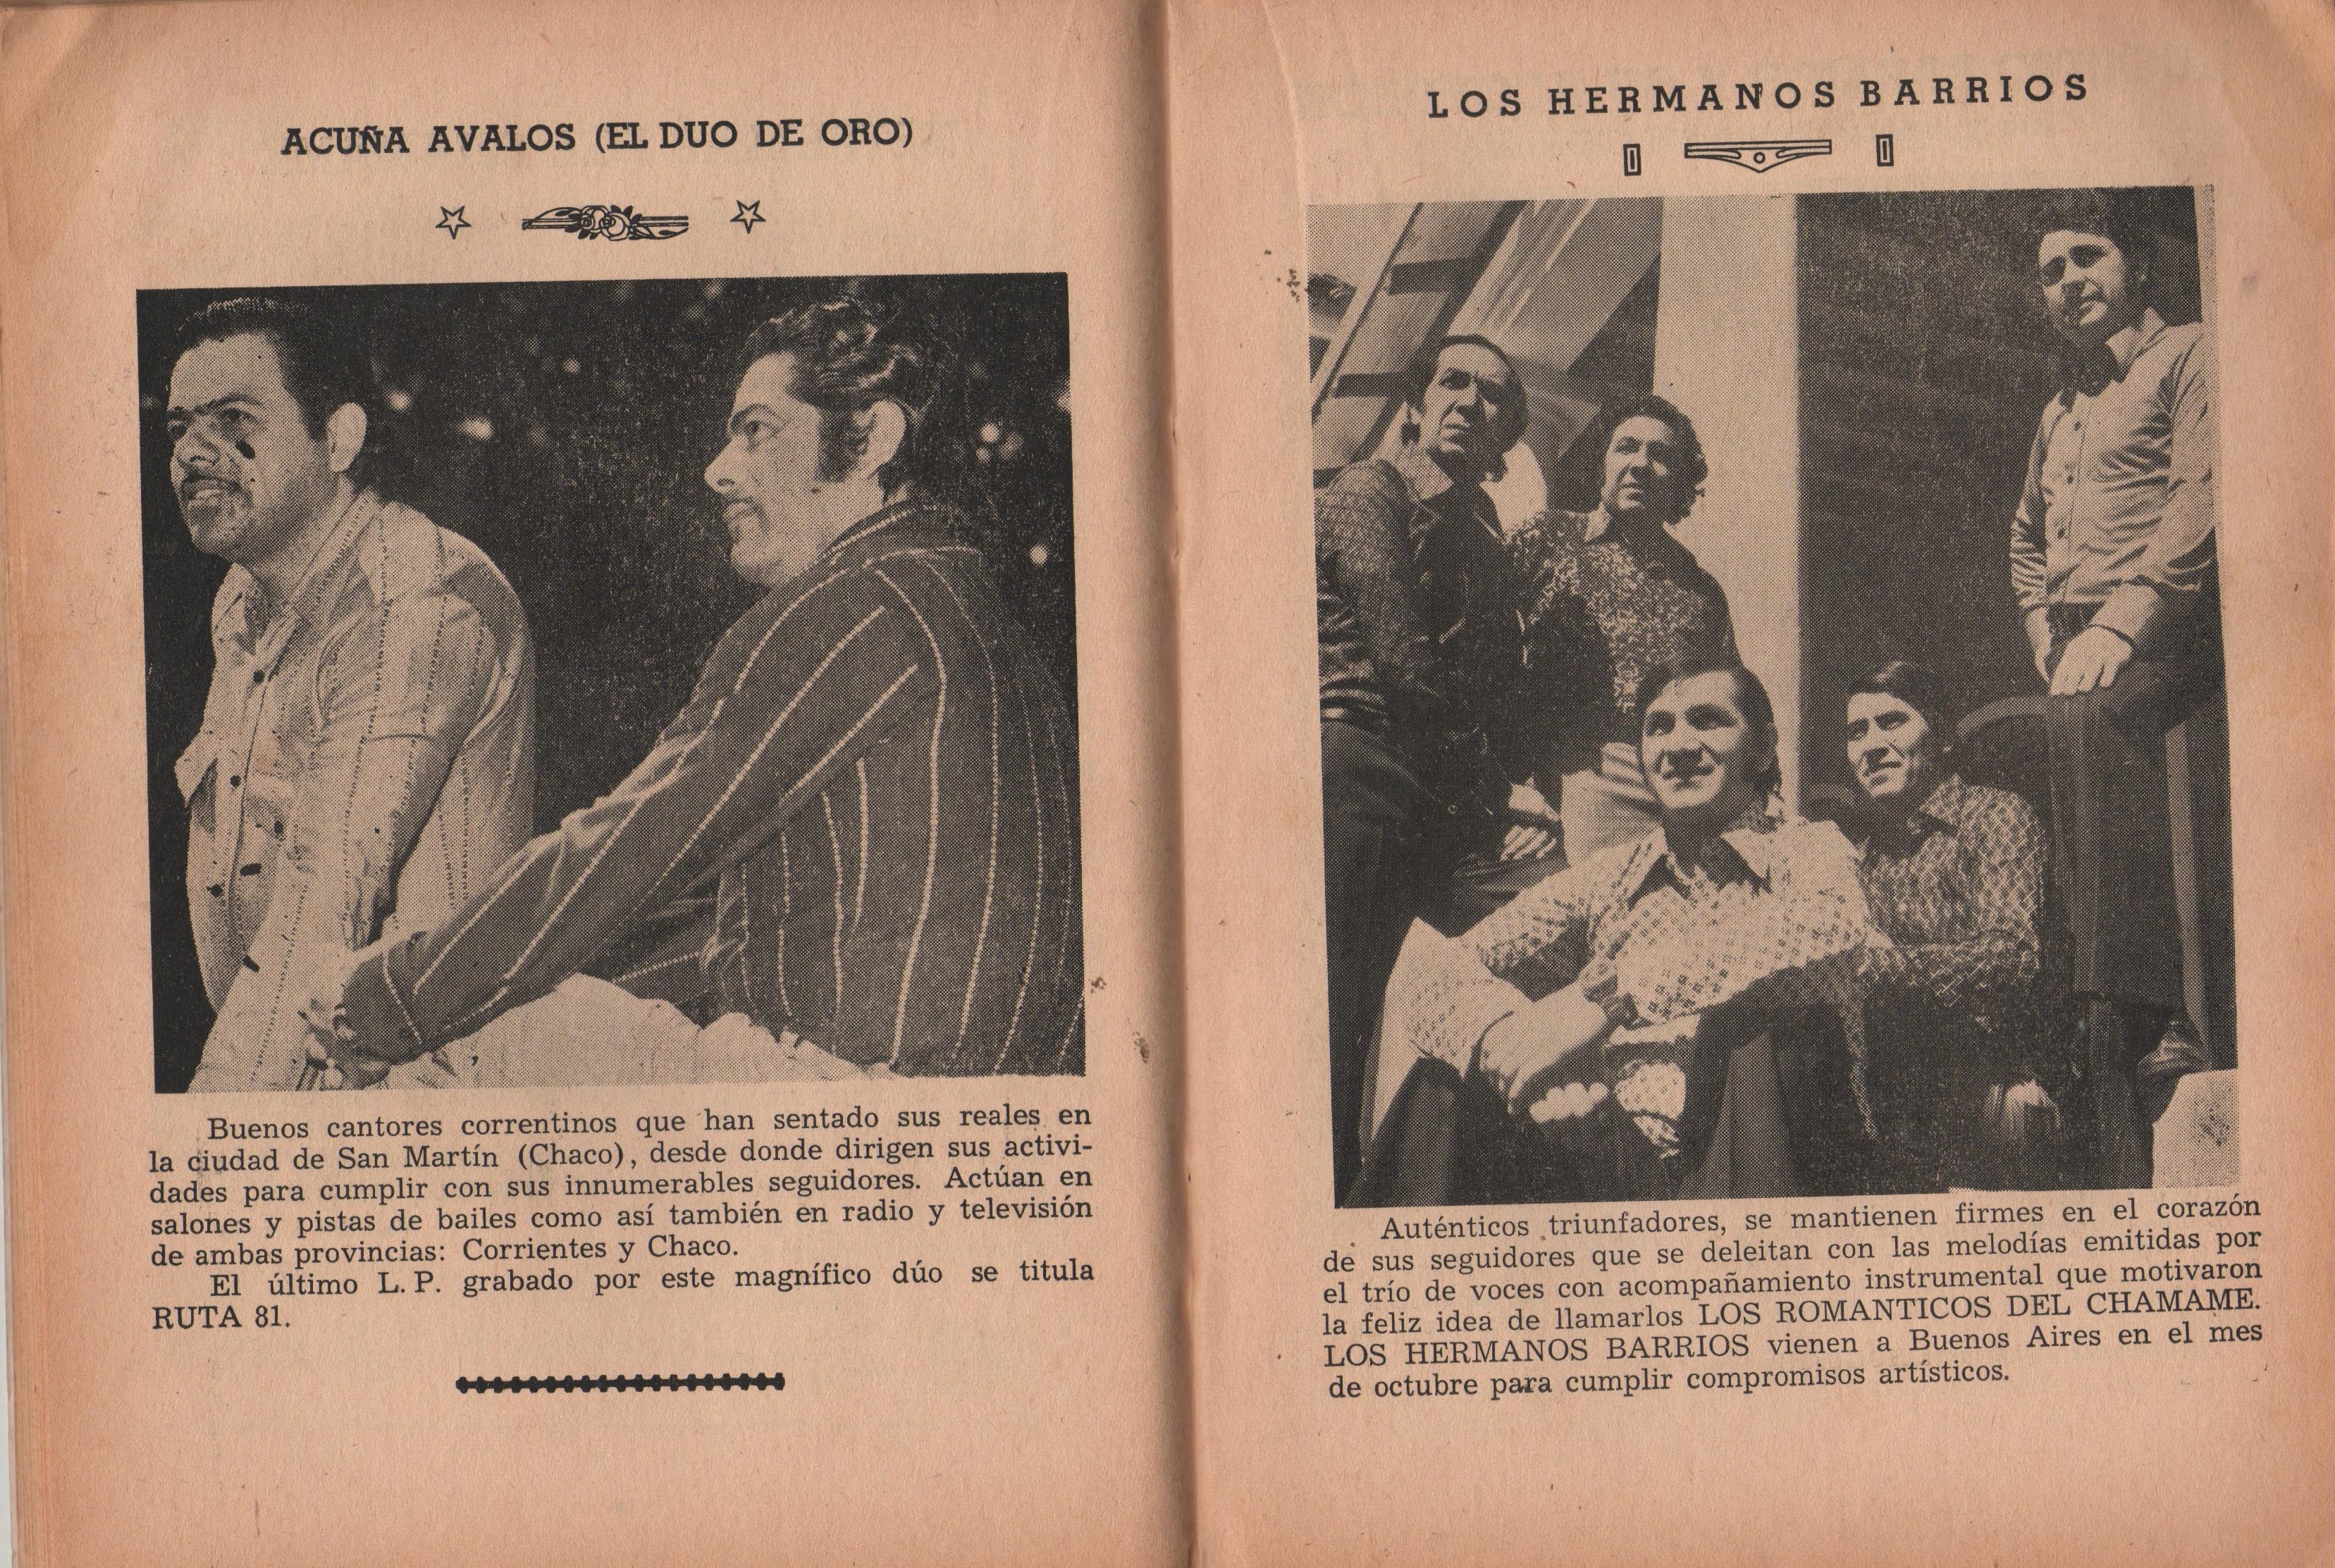 ACUÑA AVALOS (EL DUO DE ORO)
Buenos cantores correntinos que han sentado sus reales en
la ciudad de San Martín (Chaco), desde donde dirigen sus activi-
dades para cumplir con sus innumerables seguidores. Actúan en
salones y pistas de bailes como así también en radio y televisión
de ambas provincias: Corrientes y Chaco.
El último L. P. grabado por este magnífico dúo se titula
RUTA 81.
LOS HERMANOS BARRIOS
Auténticos triunfadores, se mantienen firmes en el corazón
de sus seguidores que se deleitan con las melodías emitidas por
el trío de voces con acompañamiento instrumental que motivaron
la feliz idea de llamarlos LOS ROMANTICOS DEL CHAMAME.
LOS HERMANOS BARRIOS vienen a Buenos Aires en el mes
de octubre para cumplir compromisos artísticos.